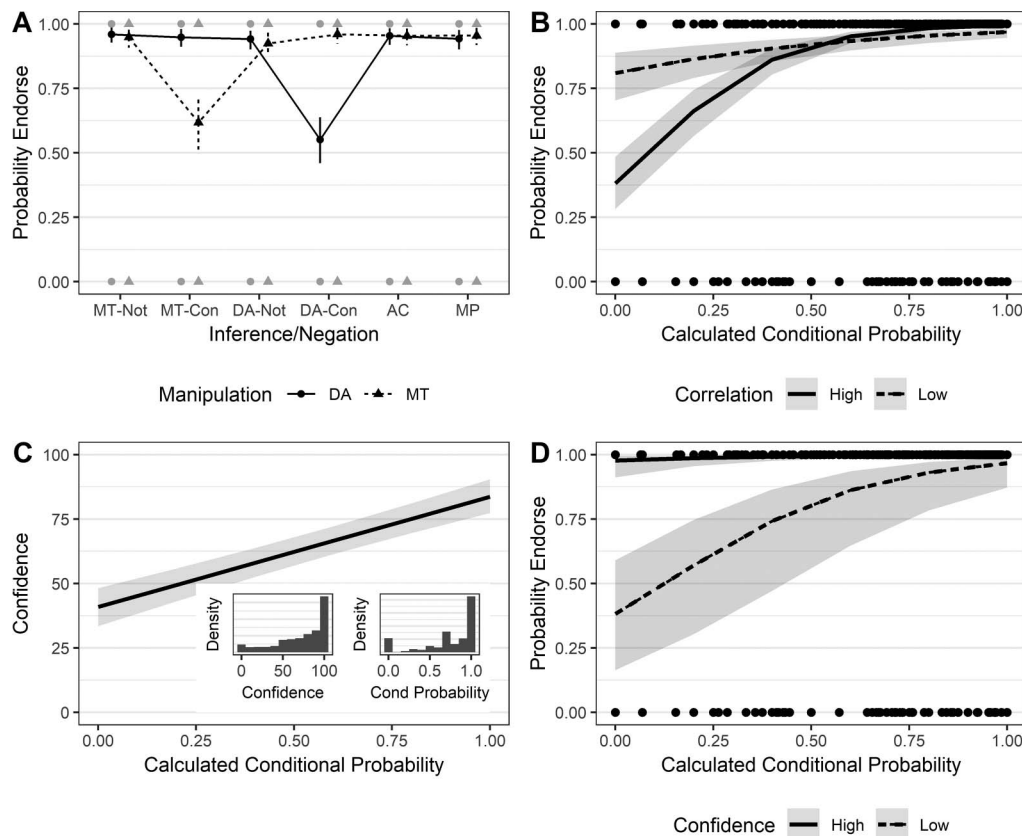 A
Probability Endorse
1.00
0.75
0.50
0.25
0.00
MT-Not MT-Con DA-Not DA-Con AC MP
Inference/Negation
Manipulation DA MT
B
Probability Endorse
1.00
0.75
0.50
0.25
0.00
0.00 0.25 0.50 0.75 1.00
Calculated Conditional Probability
Correlation High Low
C
Confidence
100
75
50
25
0
Density
0 50 100
Confidence
Density
0.0 0.5 1.0
Cond Probability
0.00 0.25 0.50 0.75 1.00
Calculated Conditional Probability
D
Probability Endorse
1.00
0.75
0.50
0.25
0.00
0.00 0.25 0.50 0.75 1.00
Calculated Conditional Probability
Confidence High Low